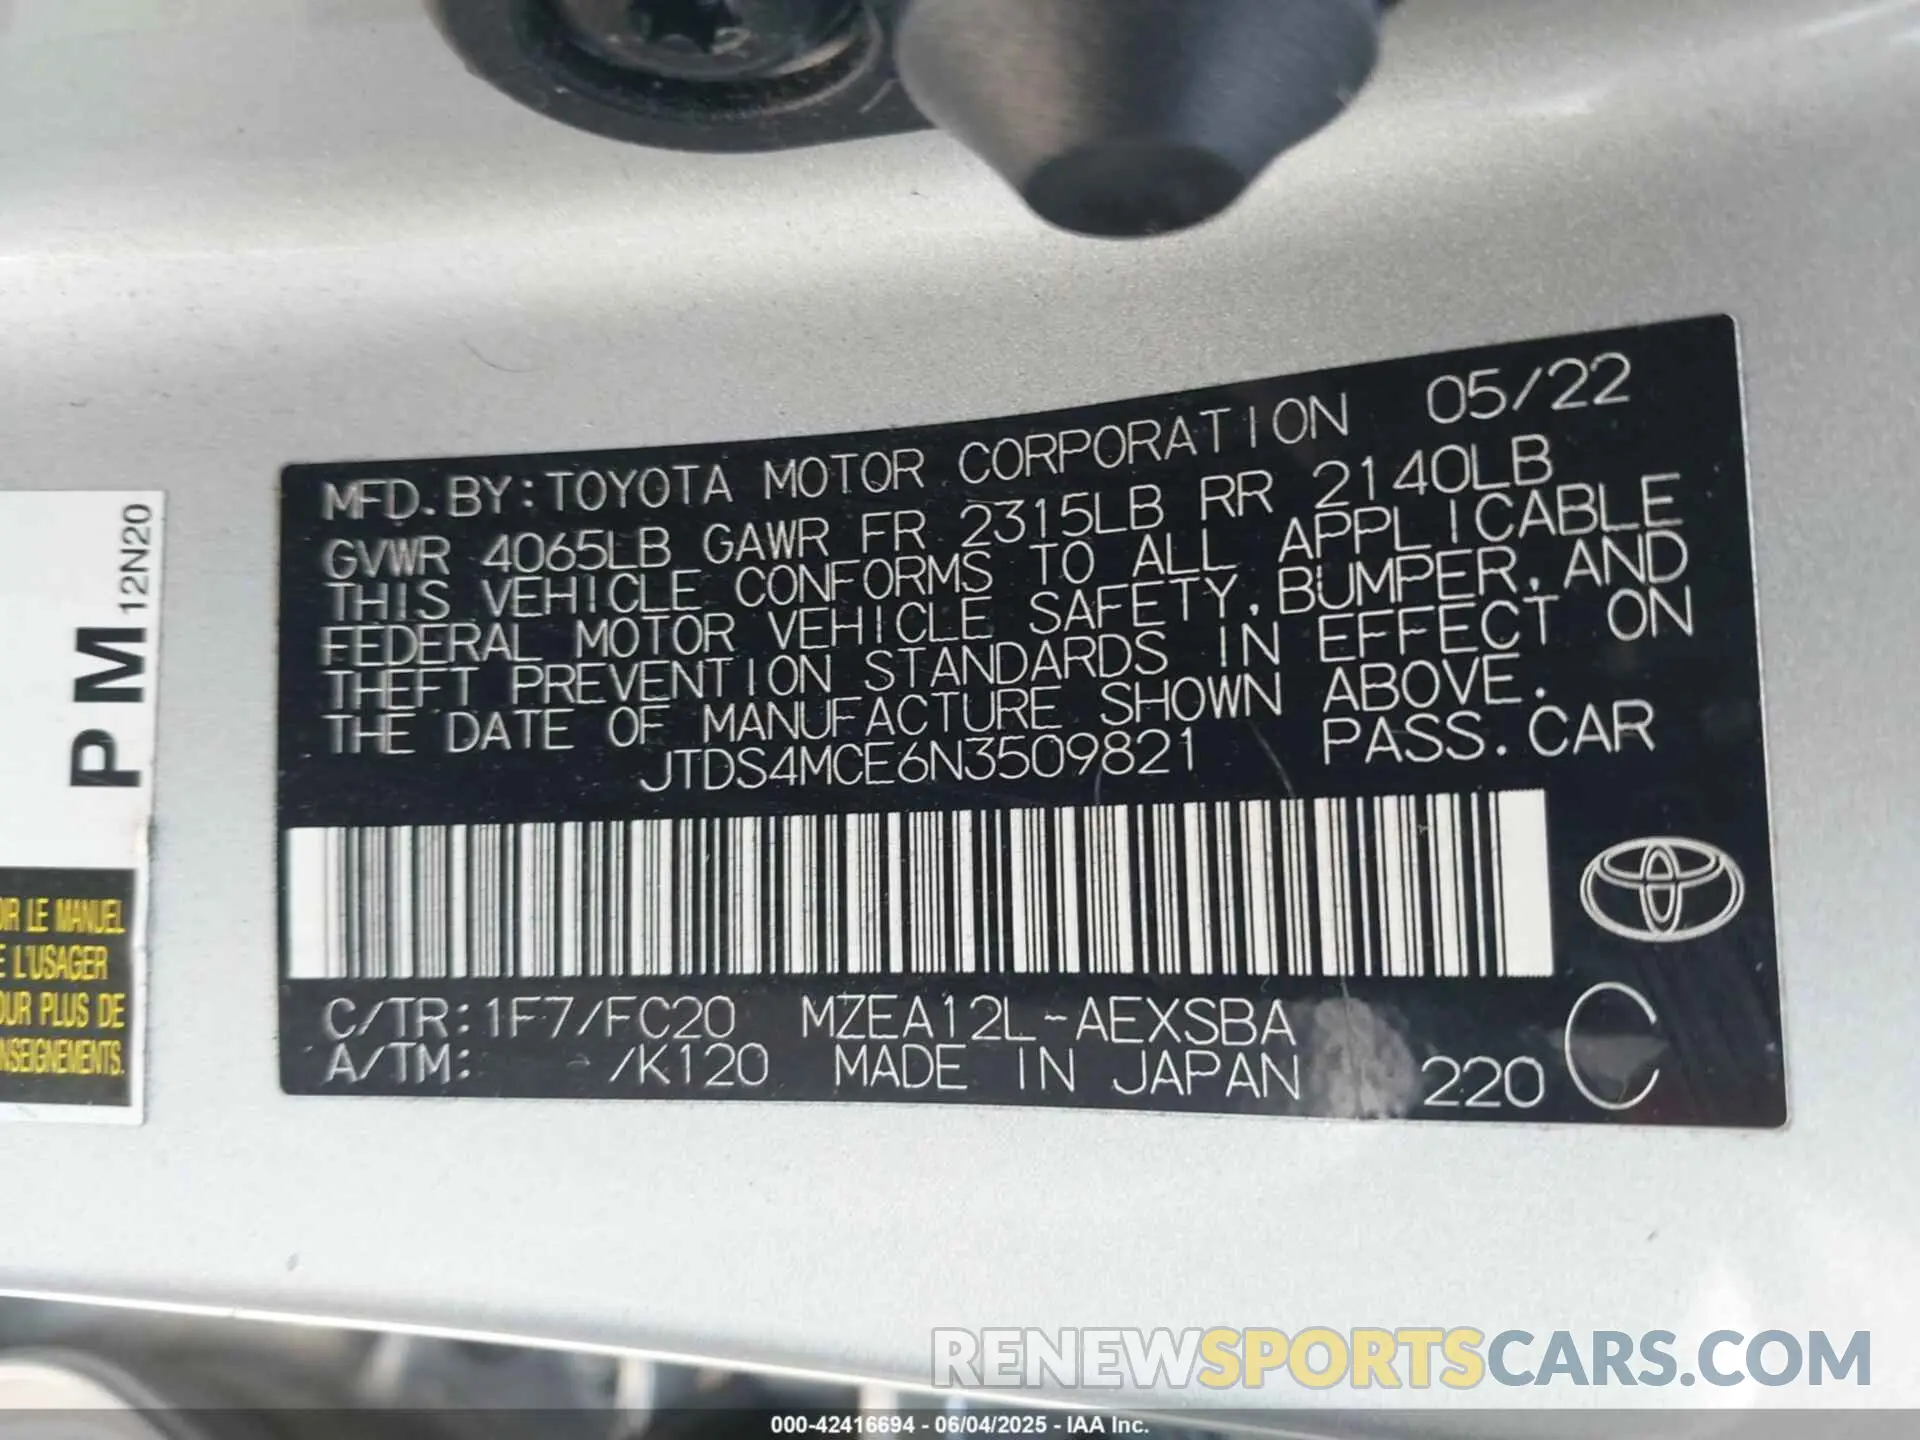 MFD. BY: TOYOTA MOTOR CORPORATION 05/22
GVWR 4065LB GAWR FR 2315LB RR 2140LB
THIS VEHICLE CONFORMS TO ALL APPLICABLE
FEDERAL MOTOR VEHICLE SAFETY, BUMPER, AND
THEFT PREVENTION STANDARDS IN EFFECT ON
THE DATE OF MANUFACTURE SHOWN ABOVE.
JTDS4MCE6N3509821 PASS. CAR
C/TR: 1F7/FC20 MZEA12L-AEXSBA
A/TM: /K120 MADE IN JAPAN 220 C
PM 12N20
LE MANUEL
L'USAGER
PLUS DE
RENEWSPORTSCARS.COM
000-42416694 - 06/04/2025 - IAA Inc.